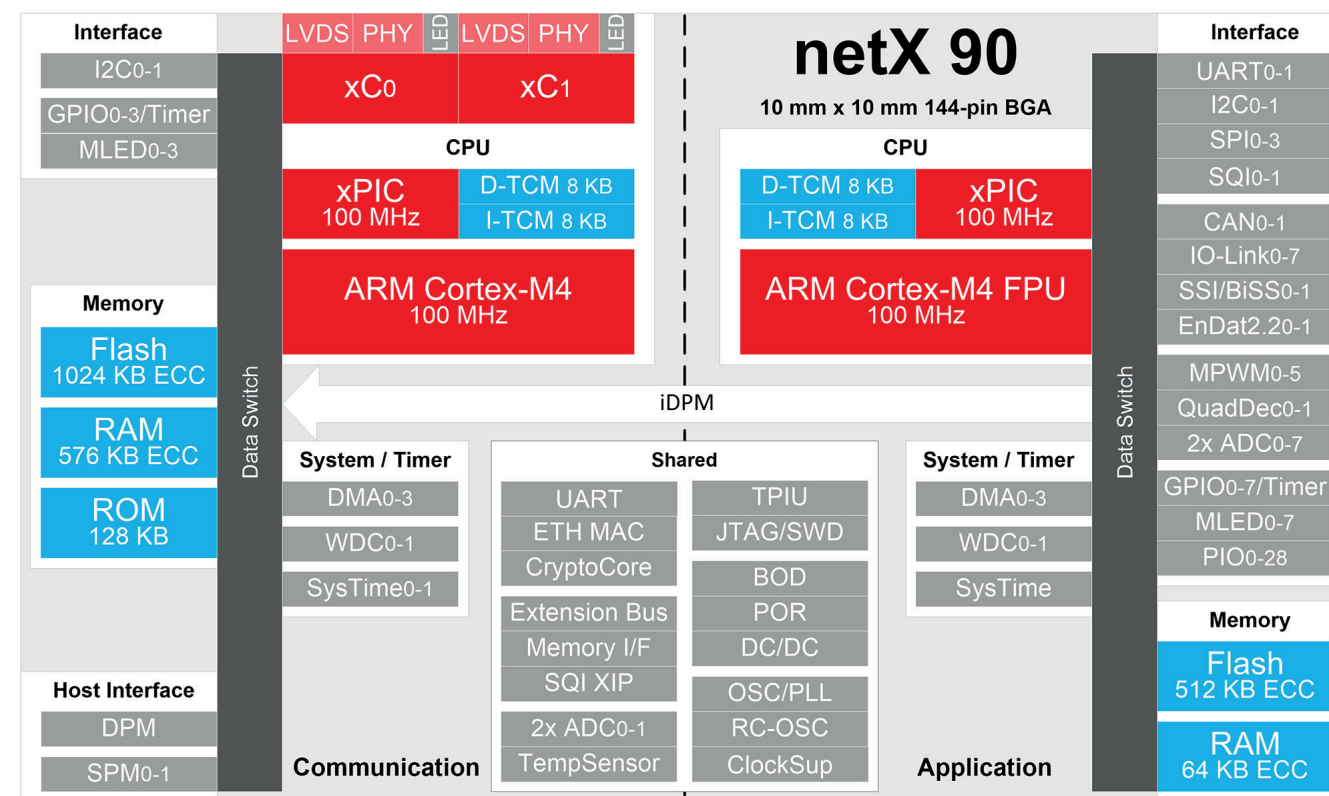 Interface
I2C0-1
GPIO0-3/Timer
MLED0-3
Memory
Flash
1024 KB ECC
RAM
576 KB ECC
ROM
128 KB
Host Interface
DPM
SPM0-1
Data Switch
LVDS PHY LED LVDS PHY LED
xC0 xC1
CPU
xPIC
100 MHz
D-TCM 8 KB
I-TCM 8 KB
ARM Cortex-M4
100 MHz
netX 90
10 mm x 10 mm 144-pin BGA
CPU
D-TCM 8 KB
I-TCM 8 KB
xPIC
100 MHz
ARM Cortex-M4 FPU
100 MHz
iDPM
System / Timer
DMA0-3
WDC0-1
SysTime0-1
Communication
Shared
UART
ETH MAC
CryptoCore
Extension Bus
Memory I/F
SQI XIP
2x ADC0-1
TempSensor
TPIU
JTAG/SWD
BOD
POR
DC/DC
OSC/PLL
RC-OSC
ClockSup
System / Timer
DMA0-3
WDC0-1
SysTime
Application
Data Switch
Interface
UART0-1
I2C0-1
SPI0-3
SQI0-1
CAN0-1
IO-Link0-7
SSI/BiSS0-1
EnDat2.20-1
MPWM0-5
QuadDec0-1
2x ADC0-7
GPIO0-7/Timer
MLED0-7
PIO0-28
Memory
Flash
512 KB ECC
RAM
64 KB ECC